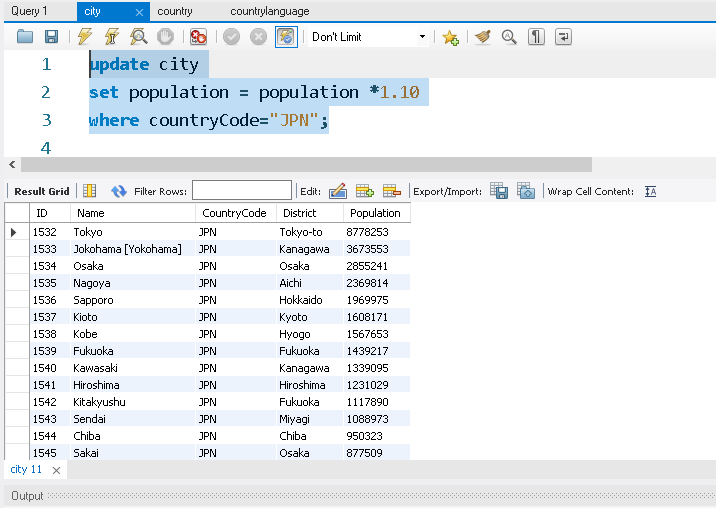 Query 1 city × country countrylanguage
Don't Limit
1 update city
2 set population = population *1.10
3 where countryCode="JPN";
4
Result Grid Filter Rows: Edit: Export/Import: Wrap Cell Content: IA
ID Name CountryCode District Population
1532 Tokyo JPN Tokyo-to 8778253
1533 Jokohama [Yokohama] JPN Kanagawa 3673553
1534 Osaka JPN Osaka 2855241
1535 Nagoya JPN Aichi 2369814
1536 Sapporo JPN Hokkaido 1969975
1537 Kioto JPN Kyoto 1608171
1538 Kobe JPN Hyogo 1567653
1539 Fukuoka JPN Fukuoka 1439217
1540 Kawasaki JPN Kanagawa 1339095
1541 Hiroshima JPN Hiroshima 1231029
1542 Kitakyushu JPN Fukuoka 1117890
1543 Sendai JPN Miyagi 1088973
1544 Chiba JPN Chiba 950323
1545 Sakai JPN Osaka 877509
city 11 ×
Output